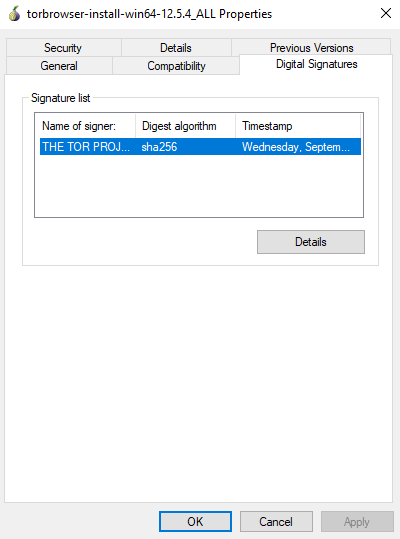 torbrowser-install-win64-12.5.4_ALL Properties
Security Details Previous Versions
General Compatibility Digital Signatures
Signature list
Name of signer: Digest algorithm Timestamp
THE TOR PROJ... sha256 Wednesday, Septem...
Details
OK Cancel Apply